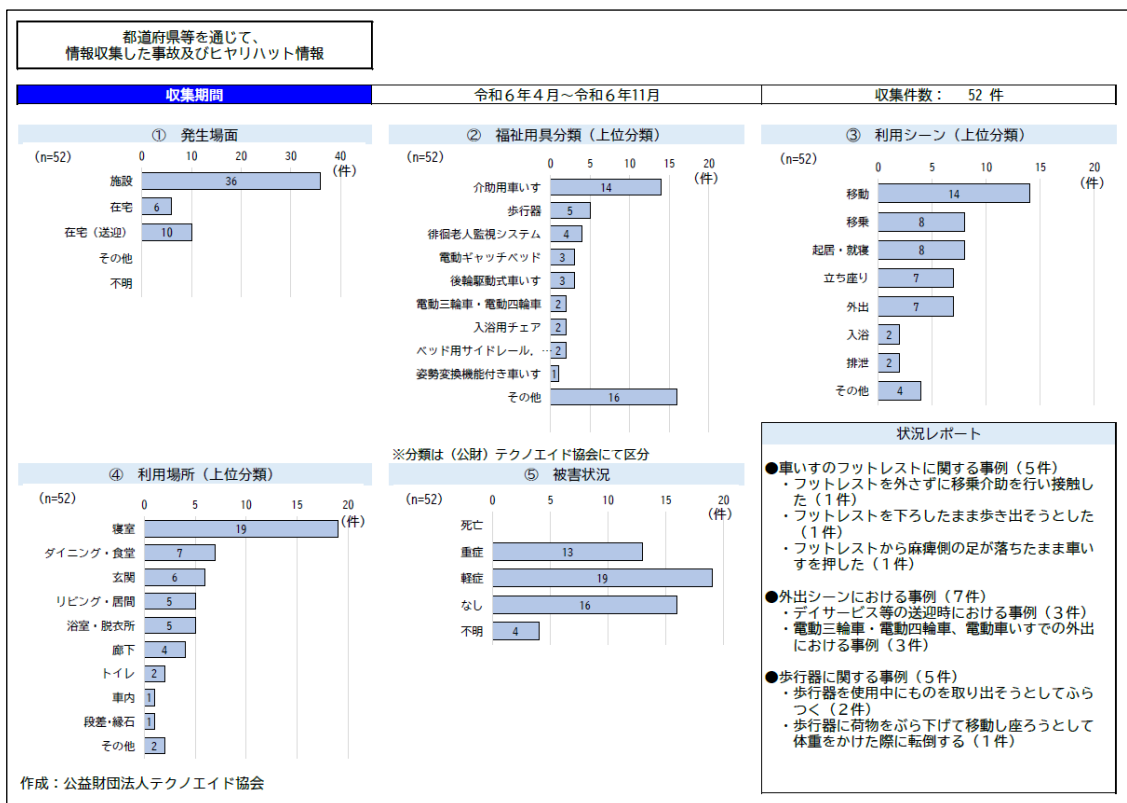 都道府県等を通じて、
情報収集した事故及びヒヤリハット情報
収集期間 令和６年４月～令和６年11月 収集件数： 52 件
① 発生場面
(n=52)
0 10 20 30 40
(件)
施設 36
在宅 6
在宅（送迎） 10
その他
不明
② 福祉用具分類（上位分類）
(n=52)
0 5 10 15 20
(件)
介助用車いす 14
歩行器 5
徘徊老人監視システム 4
電動ギャッチベッド 3
後輪駆動式車いす 3
電動三輪車・電動四輪車 2
入浴用チェア 2
ベッド用サイドレール，… 2
姿勢変換機能付き車いす 1
その他 16
※分類は（公財）テクノエイド協会にて区分
③ 利用シーン（上位分類）
(n=52)
0 5 10 15 20
(件)
移動 14
移乗 8
起居・就寝 8
立ち座り 7
外出 7
入浴 2
排泄 2
その他 4
④ 利用場所（上位分類）
(n=52)
0 5 10 15 20
(件)
寝室 19
ダイニング・食堂 7
玄関 6
リビング・居間 5
浴室・脱衣所 5
廊下 4
トイレ 2
車内 1
段差・縁石 1
その他 2
⑤ 被害状況
(n=52)
0 5 10 15 20
(件)
死亡
重症 13
軽症 19
なし 16
不明 4
状況レポート
●車いすのフットレストに関する事例（５件）
・フットレストを外さずに移乗介助を行い接触し
た（１件）
・フットレストを下ろしたまま歩き出そうとした
（１件）
・フットレストから麻痺側の足が落ちたまま車い
すを押した（１件）
●外出シーンにおける事例（７件）
・デイサービス等の送迎時における事例（３件）
・電動三輪車・電動四輪車、電動車いすでの外出
における事例（３件）
●歩行器に関する事例（５件）
・歩行器を使用中にものを取り出そうとしてふら
つく（２件）
・歩行器に荷物をぶら下げて移動し座ろうとして
体重をかけた際に転倒する（１件）
作成：公益財団法人テクノエイド協会